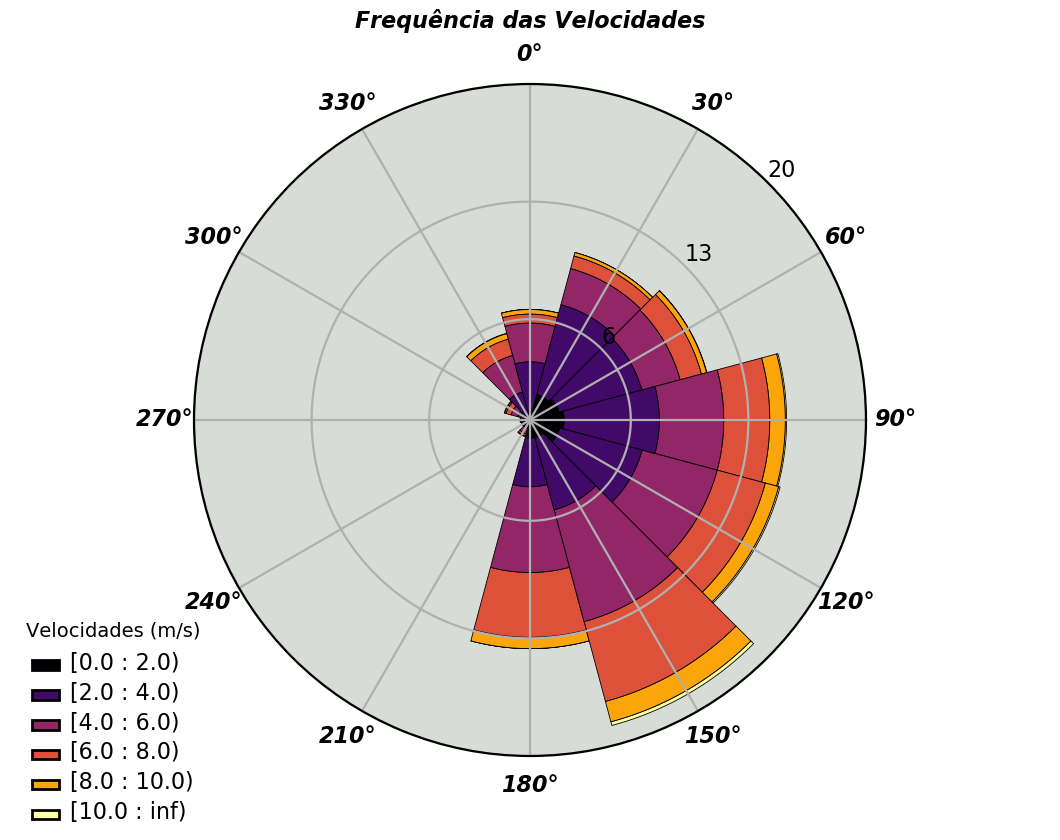 Frequência das Velocidades
0°
330°
30°
20
300°
60°
13
6
270°
90°
240°
120°
210°
150°
180°
Velocidades (m/s)
[0.0 : 2.0)
[2.0 : 4.0)
[4.0 : 6.0)
[6.0 : 8.0)
[8.0 : 10.0)
[10.0 : inf)